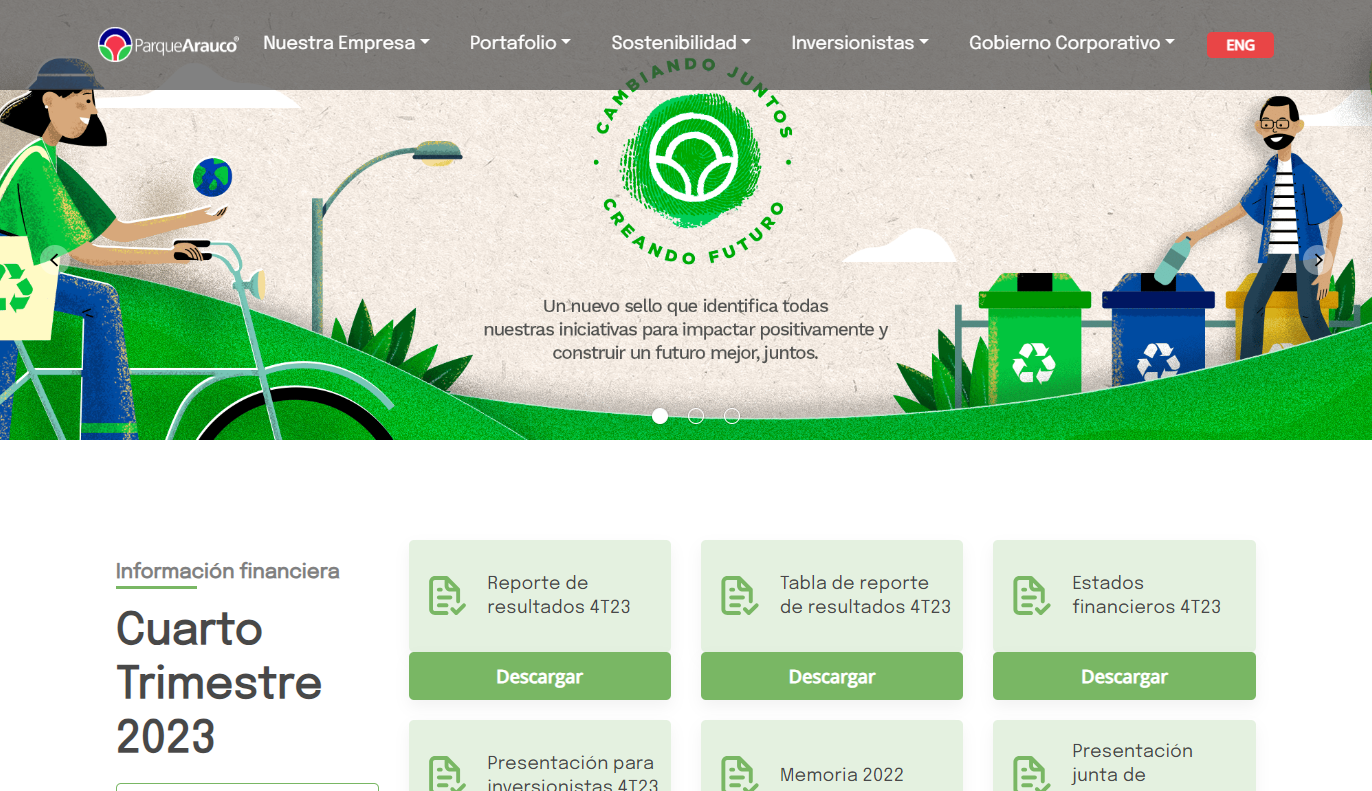 ParqueArauco®
Nuestra Empresa
Portafolio
Sostenibilidad
Inversionistas
Gobierno Corporativo
ENG
CAMBIANDO JUNTOS
CREANDO FUTURO
Un nuevo sello que identifica todas
nuestras iniciativas para impactar positivamente y
construir un futuro mejor, juntos.
Información financiera
Cuarto
Trimestre
2023
Reporte de
resultados 4T23
Descargar
Tabla de reporte
de resultados 4T23
Descargar
Estados
financieros 4T23
Descargar
Presentación para
inversionistas 4T23
Memoria 2022
Presentación
junta de